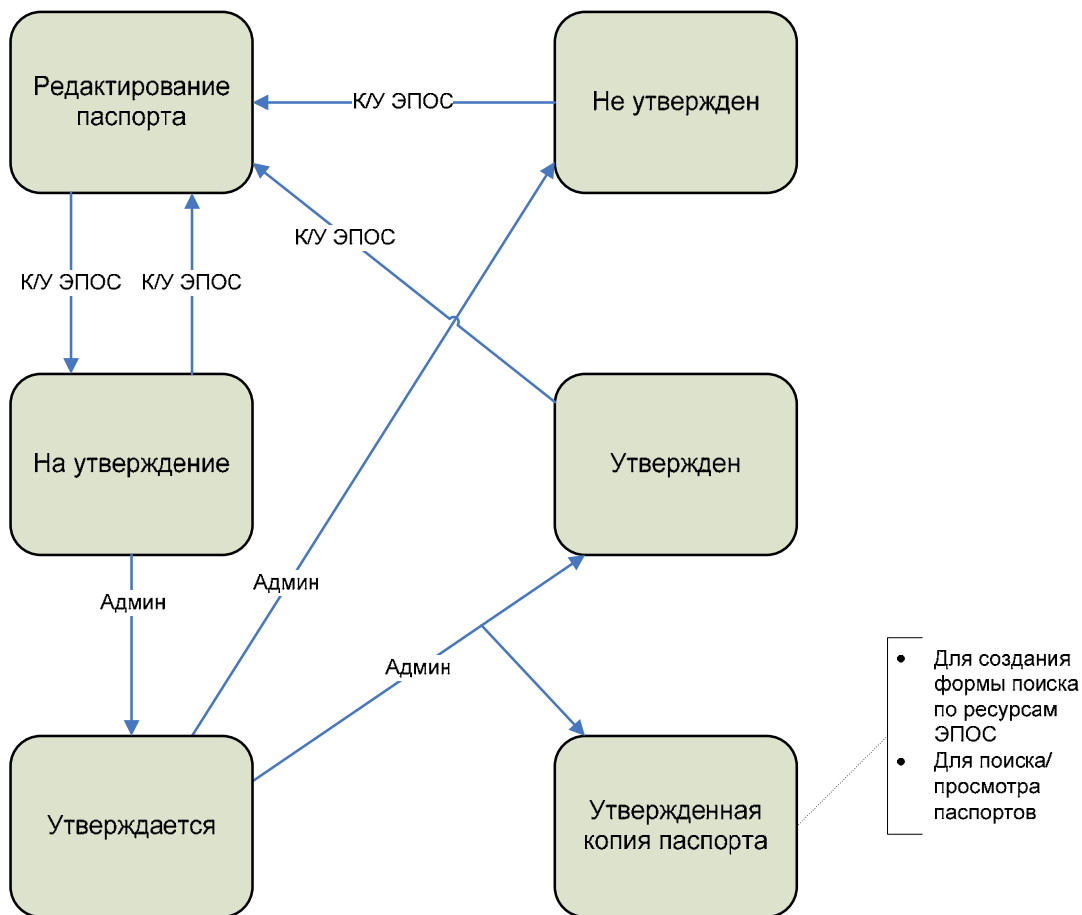 Редактирование
паспорта
К/У ЭПОС
Не утвержден
К/У ЭПОС
К/У ЭПОС
К/У ЭПОС
На утверждение
Утвержден
Админ
Админ
Админ
Утверждается
Утвержденная
копия паспорта
• Для создания
формы поиска
по ресурсам
ЭПОС
• Для поиска/
просмотра
паспортов